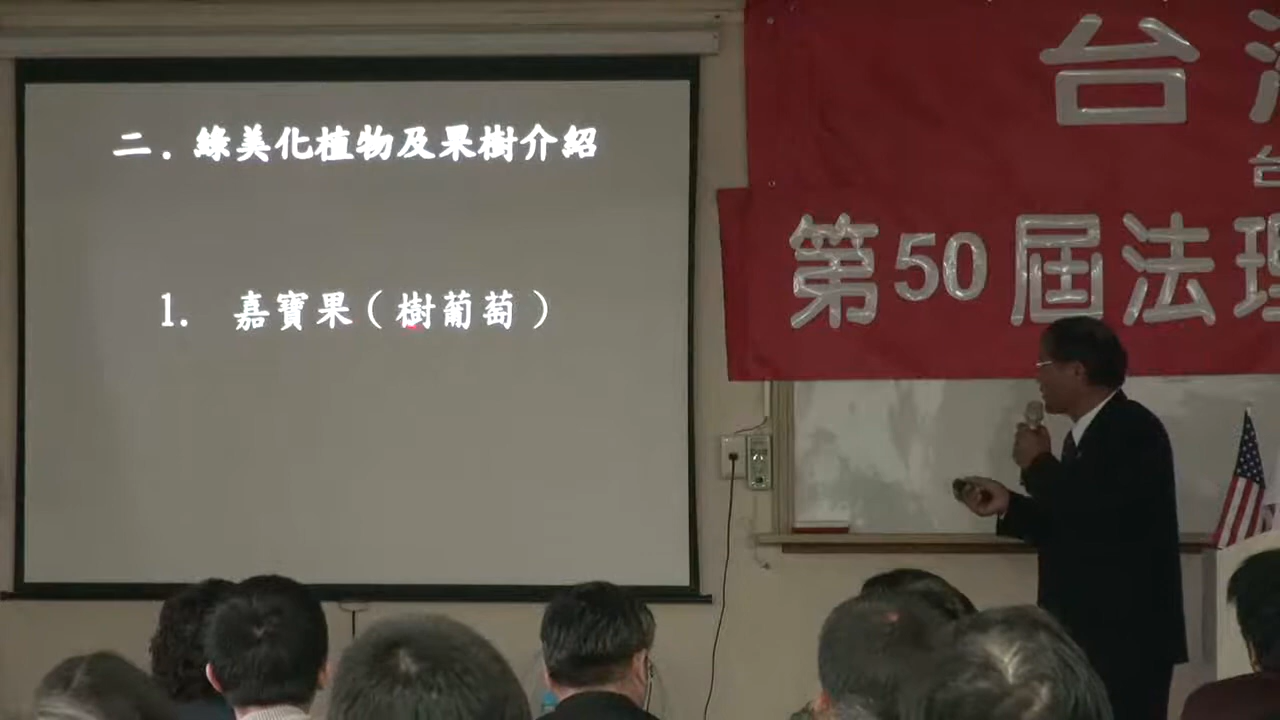 二．綠美化植物及果樹介紹
1. 嘉寶果（樹葡萄）
台
台
第50屆法理